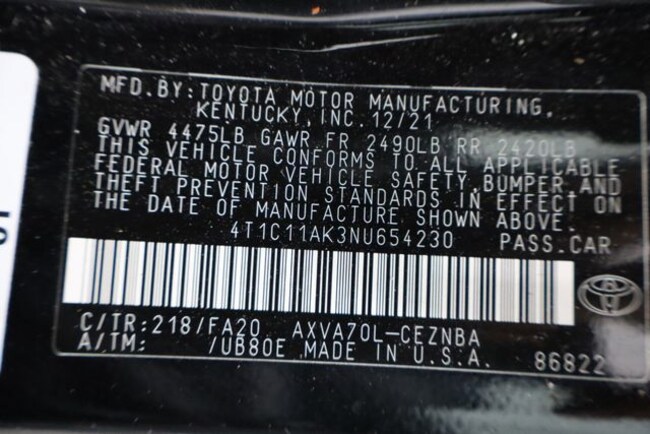 MFD. BY: TOYOTA MOTOR MANUFACTURING,
KENTUCKY, INC. 12/21
GVWR 4475LB GAWR FR 2490LB RR 2420LB
THIS VEHICLE CONFORMS TO ALL APPLICABLE
FEDERAL MOTOR VEHICLE SAFETY, BUMPER AND
THEFT PREVENTION STANDARDS IN EFFECT ON
THE DATE OF MANUFACTURE SHOWN ABOVE.
4T1C11AK3NU654230 PASS.CAR
C/TR:218/FA20 AXVA70L-CEZNBA
A/TM: /UB80E MADE IN U.S.A. 86822